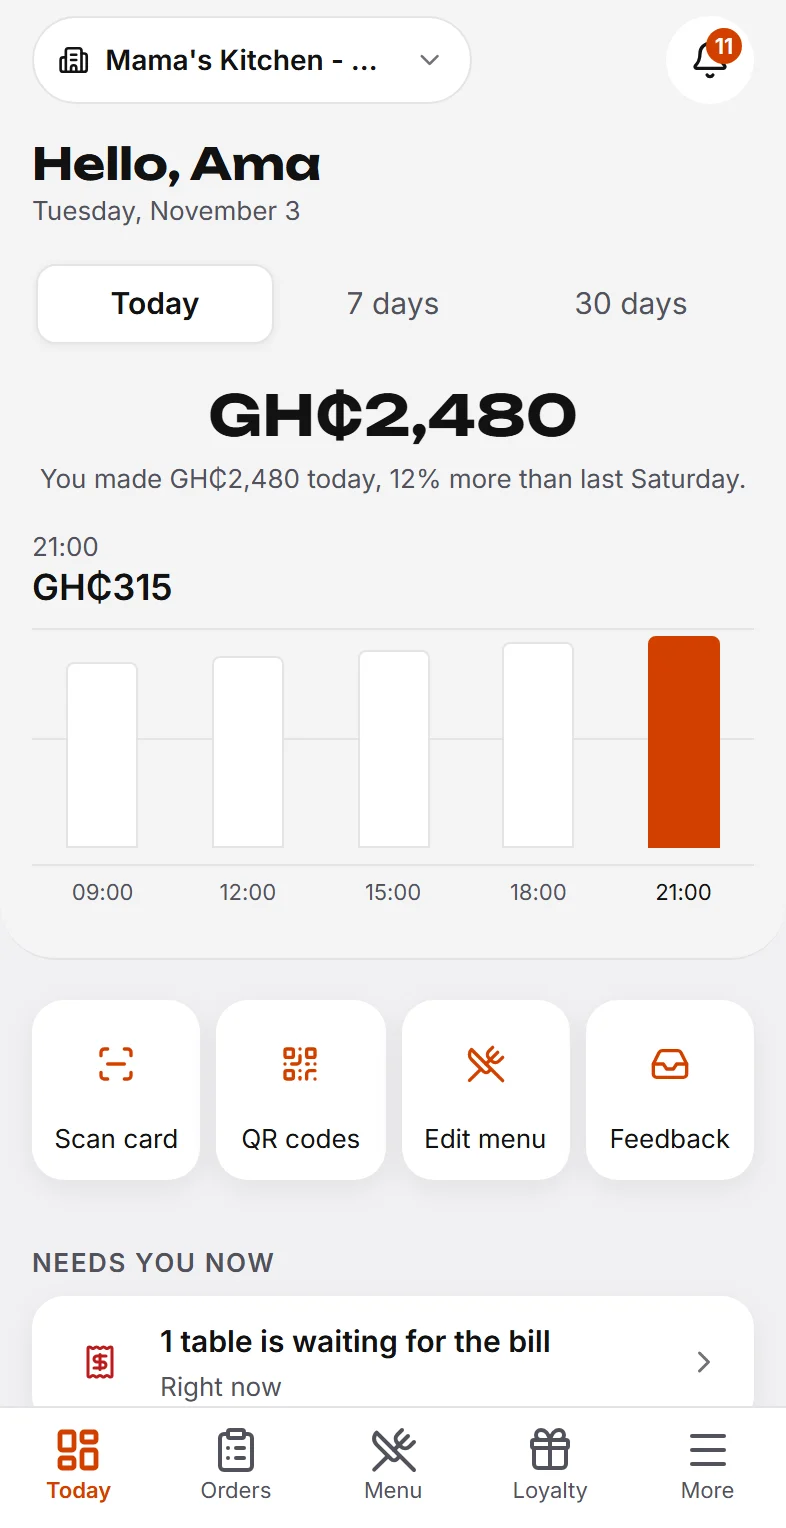 Mama's Kitchen - ...
11
Hello, Ama
Tuesday, November 3
Today
7 days
30 days
GH₵2,480
You made GH₵2,480 today, 12% more than last Saturday.
21:00
GH₵315
09:00
12:00
15:00
18:00
21:00
Scan card
QR codes
Edit menu
Feedback
NEEDS YOU NOW
1 table is waiting for the bill
Right now
Today
Orders
Menu
Loyalty
More